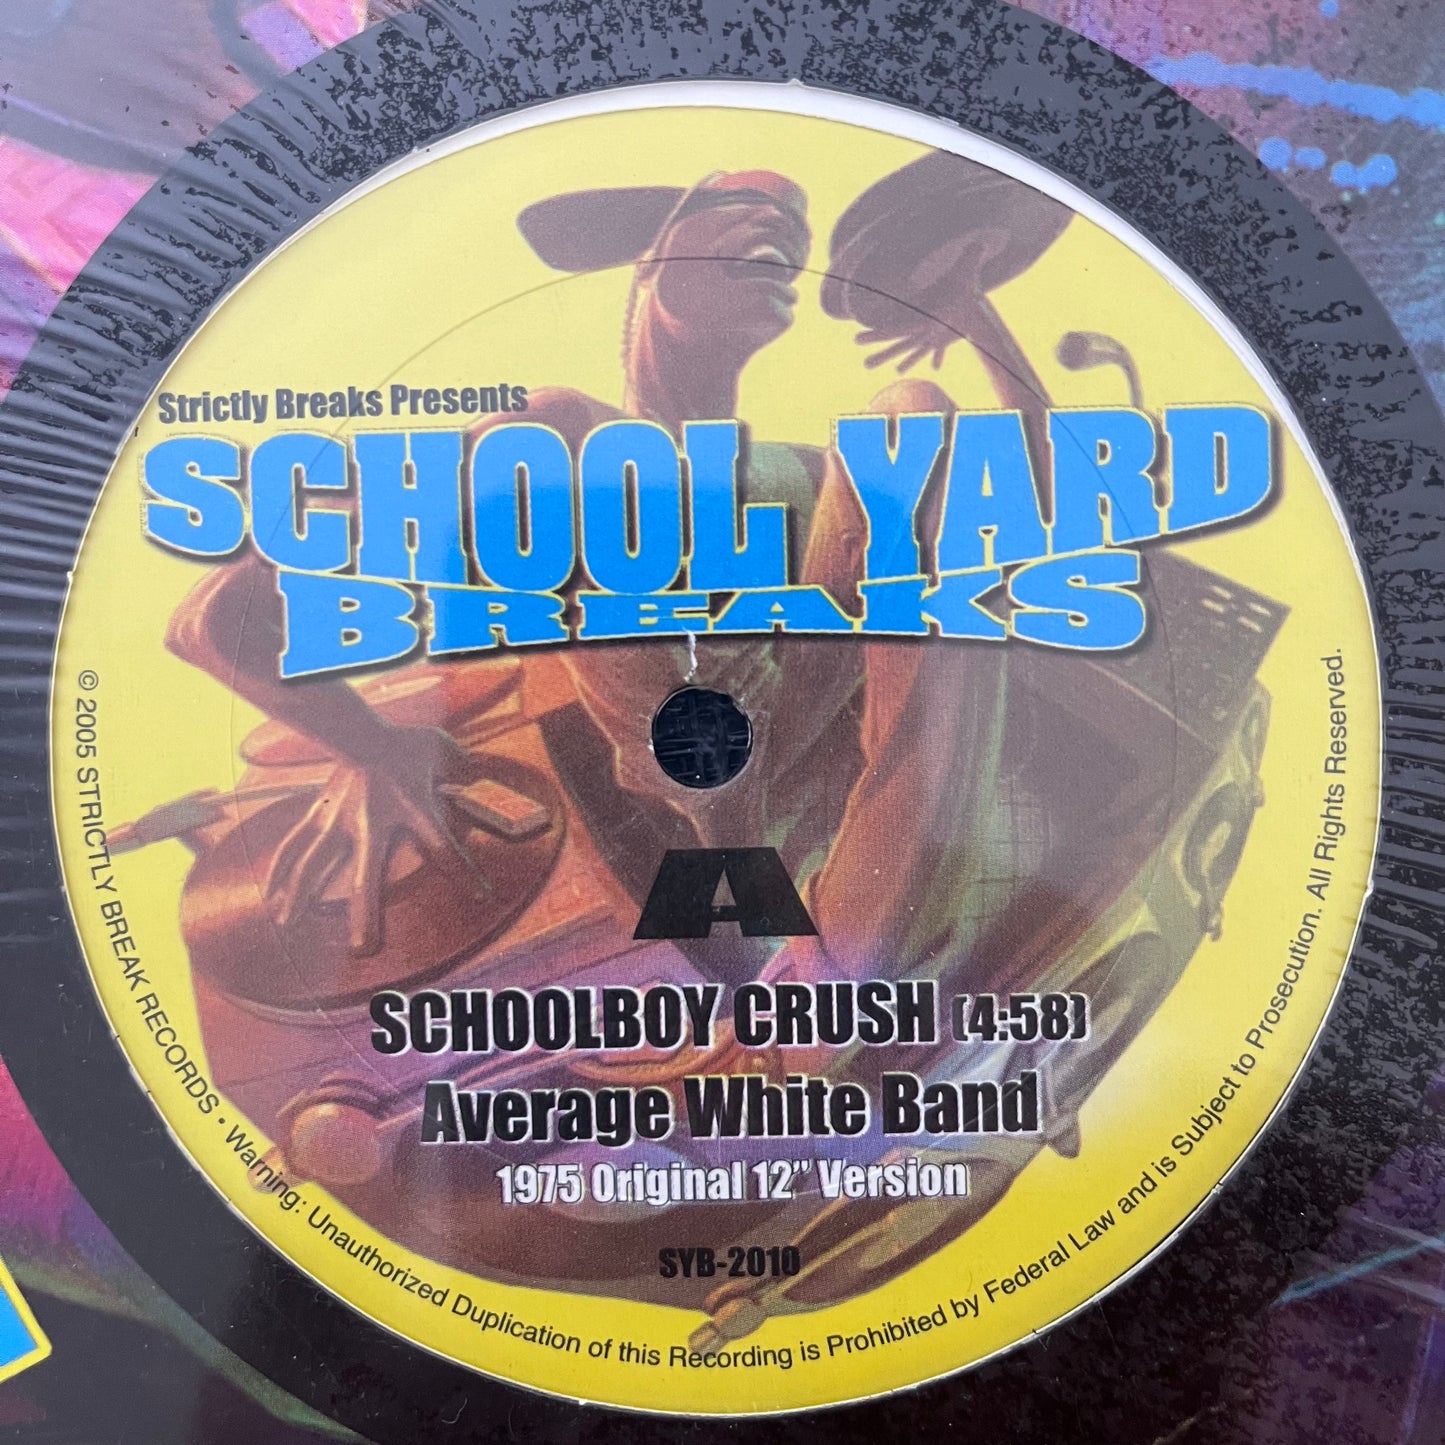 Strictly Breaks Presents
SCHOOL YARD
BREAKS
A
SCHOOLBOY CRUSH (4:58)
Average White Band
1975 Original 12" Version
SYB-2010
© 2005 STRICTLY BREAK RECORDS • Warning: Unauthorized Duplication of this Recording is Prohibited by Federal Law and is Subject to Prosecution. All Rights Reserved.